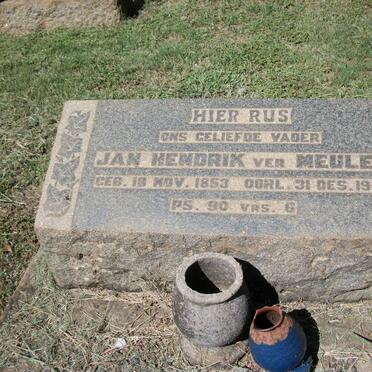 HIER RUS
ONS GELIEFDE VADER
JAN HENDRIK VER MEULE
GEB. 18 NOV. 1853 OORL. 31 DES. 19
PS. 90 VRS. 6